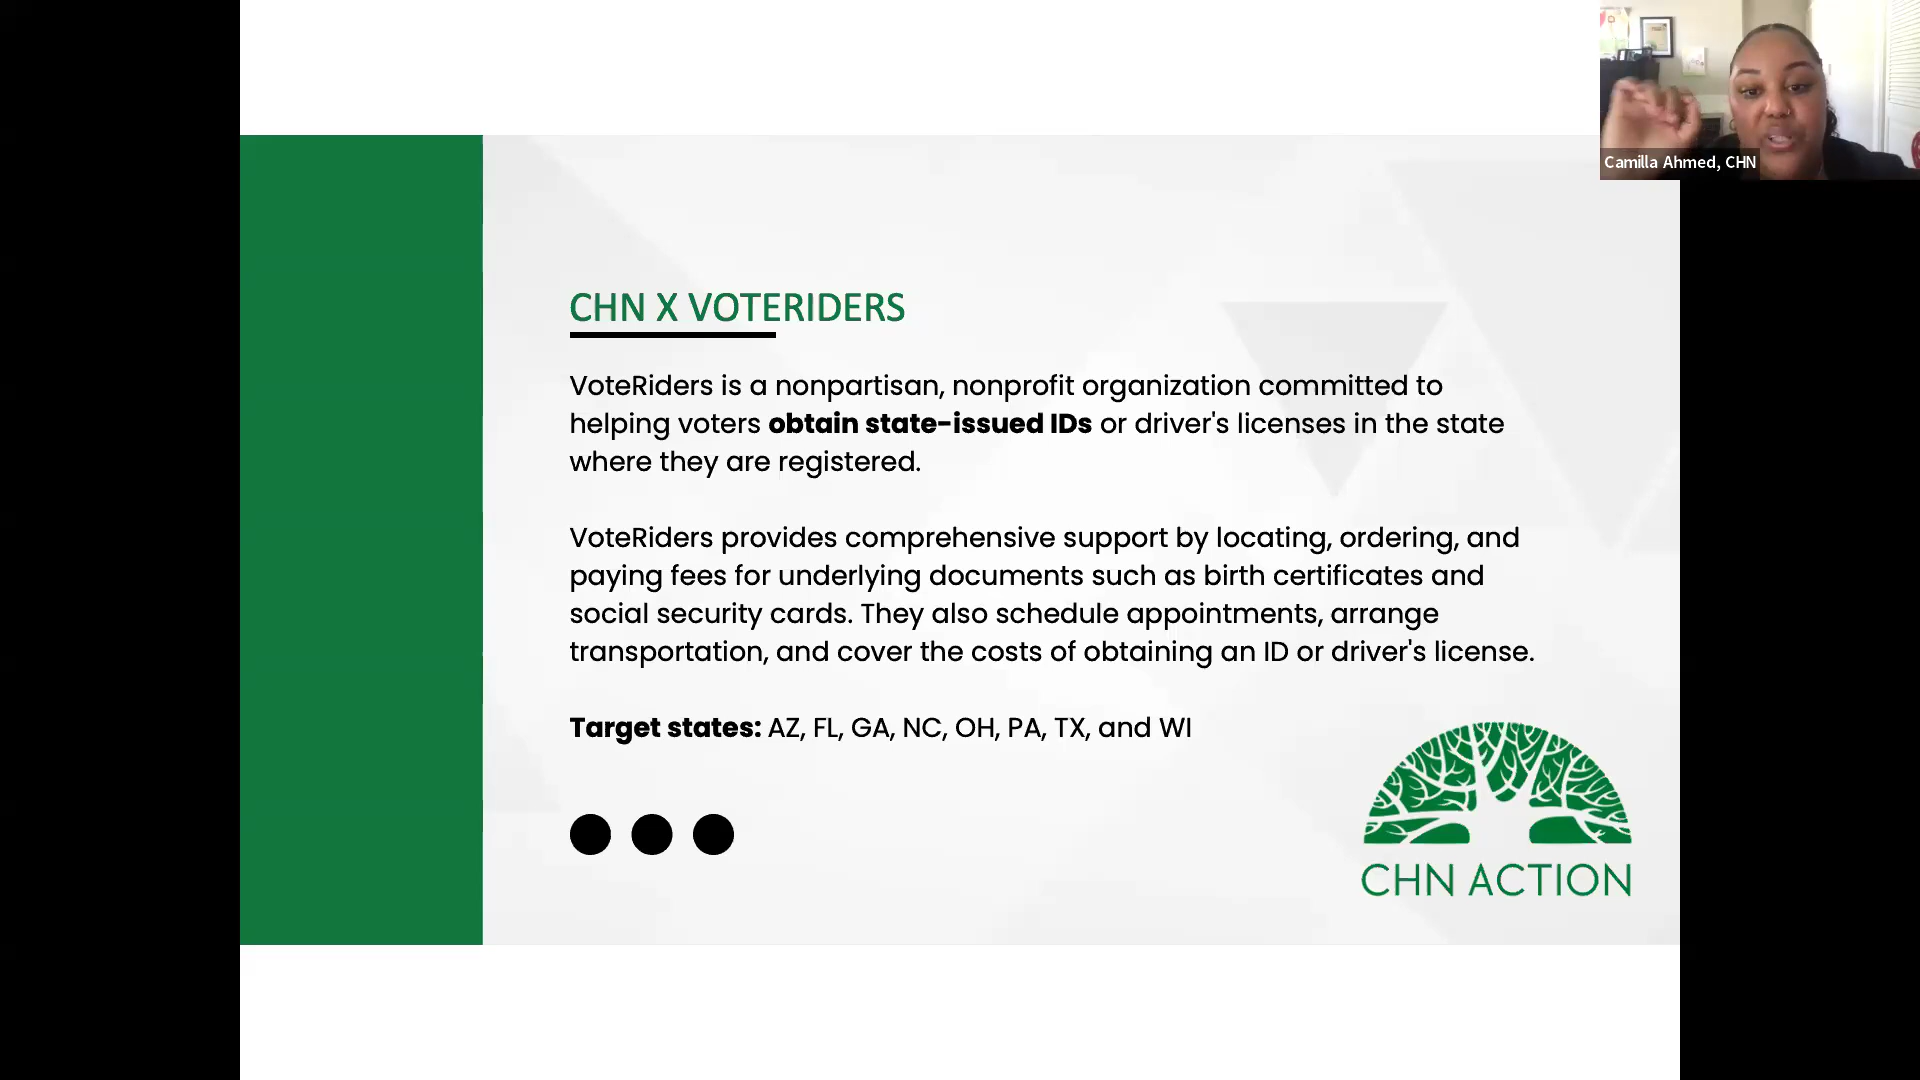 Camilla Ahmed, CHN
CHN X VOTERIDERS
VoteRiders is a nonpartisan, nonprofit organization committed to
helping voters obtain state-issued IDs or driver's licenses in the state
where they are registered.
VoteRiders provides comprehensive support by locating, ordering, and
paying fees for underlying documents such as birth certificates and
social security cards. They also schedule appointments, arrange
transportation, and cover the costs of obtaining an ID or driver's license.
Target states: AZ, FL, GA, NC, OH, PA, TX, and WI
CHN ACTION